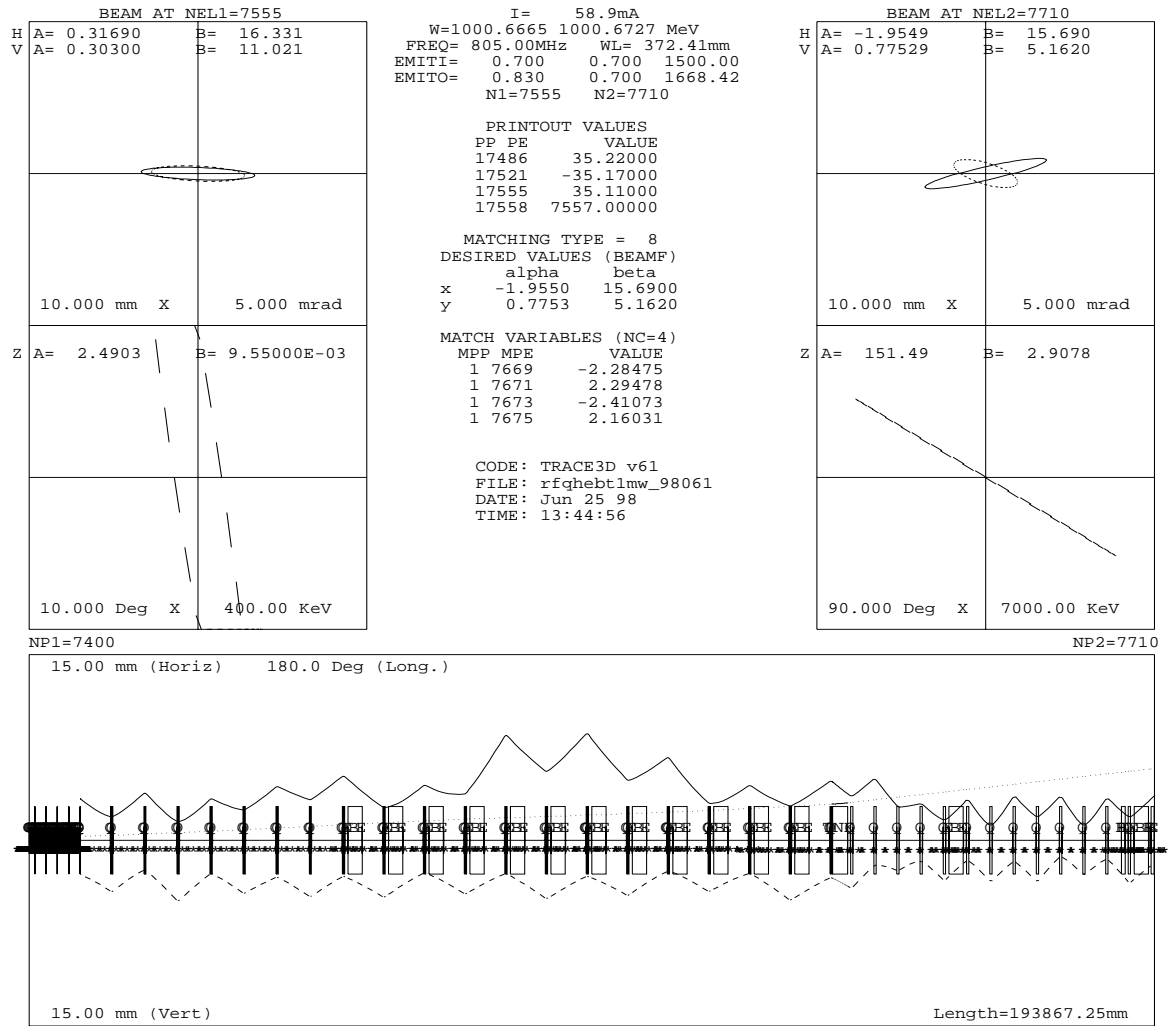 BEAM AT NEL1=7555
H A= 0.31690 B= 16.331
V A= 0.30300 B= 11.021
10.000 mm X 5.000 mrad
Z A= 2.4903 B= 9.55000E-03
10.000 Deg X 400.00 KeV
NP1=7400
I= 58.9mA
W=1000.6665 1000.6727 MeV
FREQ= 805.00MHz WL= 372.41mm
EMITI= 0.700 0.700 1500.00
EMITO= 0.830 0.700 1668.42
N1=7555 N2=7710
PRINTOUT VALUES
PP PE VALUE
17486 35.22000
17521 -35.17000
17555 35.11000
17558 7557.00000
MATCHING TYPE = 8
DESIRED VALUES (BEAMF)
alpha beta
x -1.9550 15.6900
y 0.7753 5.1620
MATCH VARIABLES (NC=4)
MPP MPE VALUE
1 7669 -2.28475
1 7671 2.29478
1 7673 -2.41073
1 7675 2.16031
CODE: TRACE3D v61
FILE: rfqhebt1mw_98061
DATE: Jun 25 98
TIME: 13:44:56
BEAM AT NEL2=7710
H A= -1.9549 B= 15.690
V A= 0.77529 B= 5.1620
10.000 mm X 5.000 mrad
Z A= 151.49 B= 2.9078
90.000 Deg X 7000.00 KeV
NP2=7710
15.00 mm (Horiz) 180.0 Deg (Long.)
15.00 mm (Vert) Length=193867.25mm